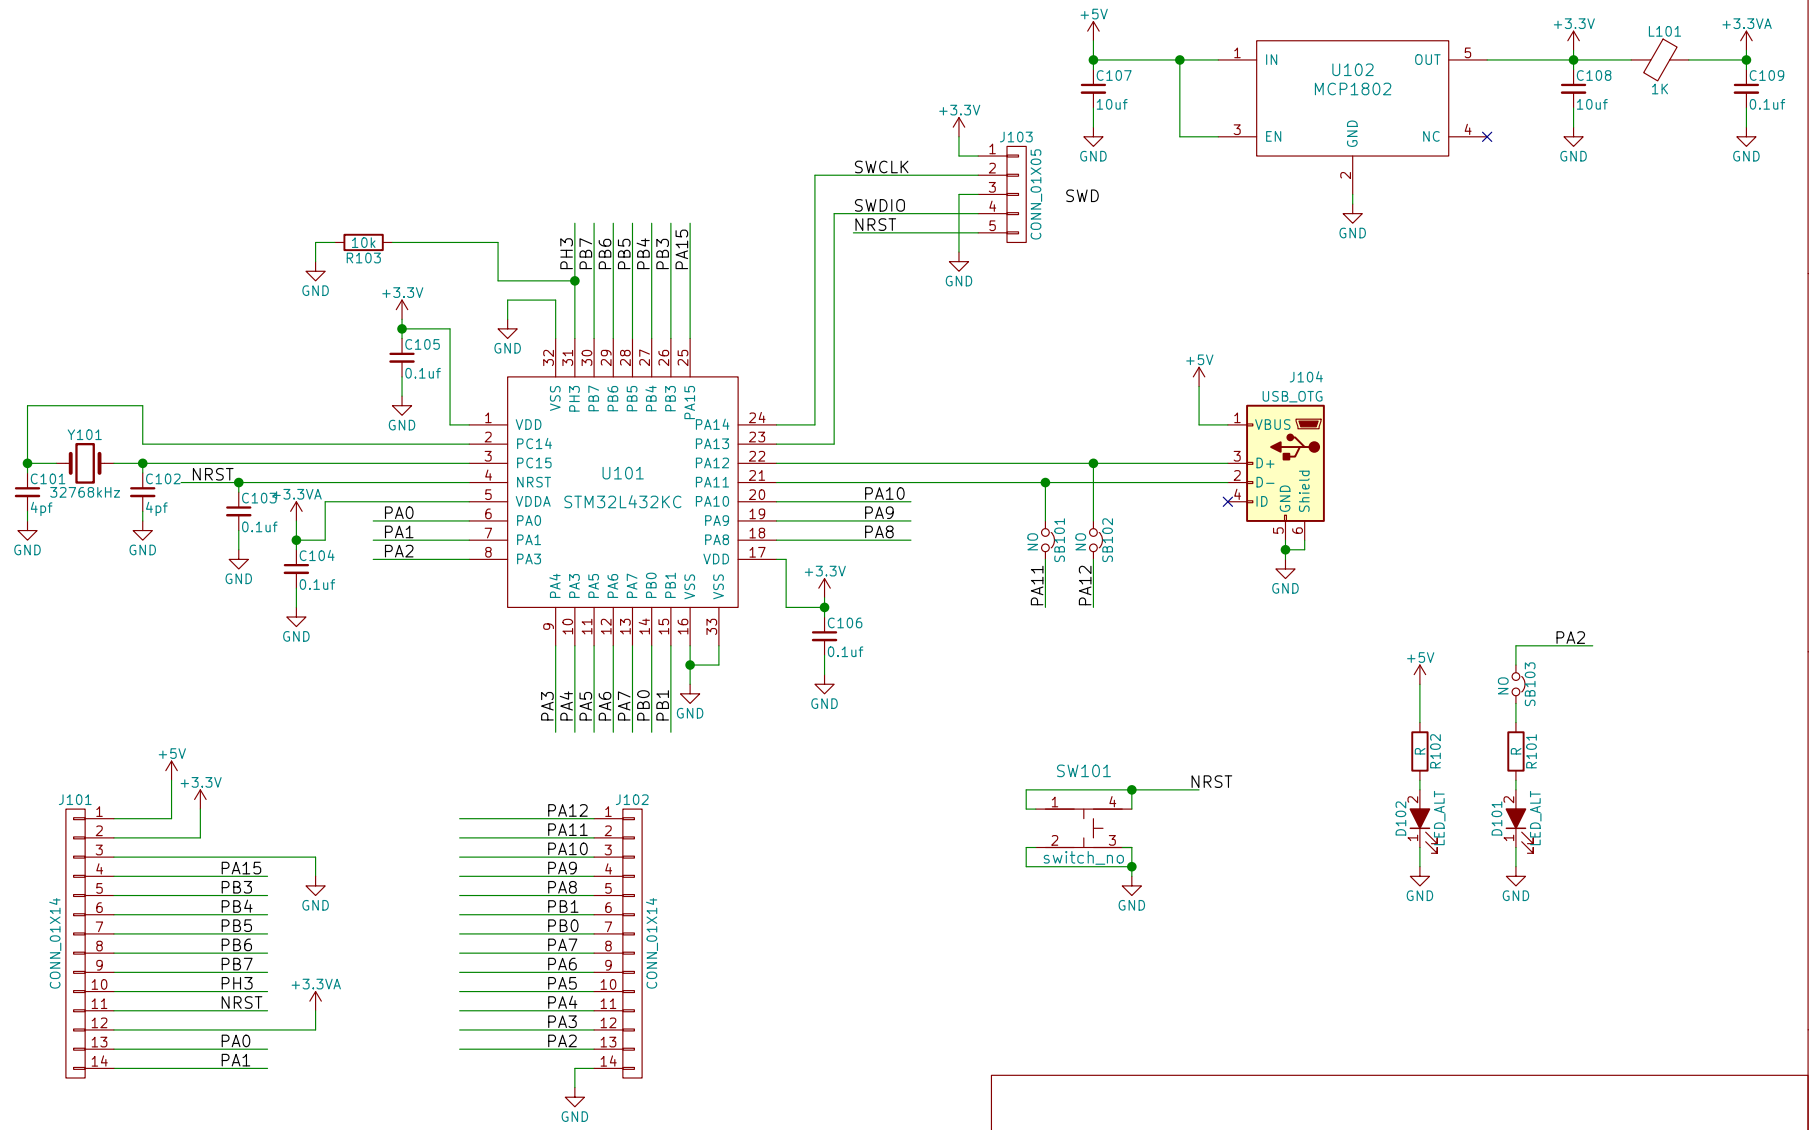 +5V
C107
10uf
GND
1
IN
3
EN
U102
MCP1802
GND
2
GND
OUT
5
NC
4
+3.3V
C108
10uf
GND
L101
1K
+3.3VA
C109
0.1uf
GND
+3.3V
J103
1
2
3
4
5
CONN_01X05
SWD
SWCLK
SWDIO
NRST
GND
10k
R103
GND
PH3
PB7
PB6
PB5
PB4
PB3
PA15
+3.3V
C105
0.1uf
GND
GND
32
31
30
29
28
27
26
25
VSS
PH3
PB7
PB6
PB5
PB4
PB3
PA15
Y101
32768kHz
C101
4pf
GND
C102
4pf
GND
NRST
C103
0.1uf
GND
+3.3VA
C104
0.1uf
GND
PA0
PA1
PA2
1
VDD
2
PC14
3
PC15
4
NRST
5
VDDA
6
PA0
7
PA1
8
PA3
U101
STM32L432KC
PA14
24
PA13
23
PA12
22
PA11
21
PA10
20
PA10
PA9
19
PA9
PA8
18
PA8
VDD
17
PA4
PA3
PA5
PA6
PA7
PB0
PB1
VSS
VSS
9
10
11
12
13
14
15
16
33
PA3
PA4
PA5
PA6
PA7
PB0
PB1
GND
+3.3V
C106
0.1uf
GND
+5V
J104
USB_OTG
1
VBUS
3
D+
2
D-
4
ID
GND
Shield
5
6
GND
NO
SB101
PA11
NO
SB102
PA12
PA2
NO
SB103
R
R101
2
D101
1
LED_ALT
GND
+5V
R
R102
2
D102
1
LED_ALT
GND
SW101
1
4
2
3
switch_no
NRST
GND
+5V
+3.3V
J101
1
2
3
4
PA15
5
PB3
6
PB4
7
PB5
8
PB6
9
PB7
10
PH3
11
NRST
12
13
PA0
14
PA1
CONN_01X14
GND
+3.3VA
J102
PA12
1
PA11
2
PA10
3
PA9
4
PA8
5
PB1
6
PB0
7
PA7
8
PA6
9
PA5
10
PA4
11
PA3
12
PA2
13
14
CONN_01X14
GND